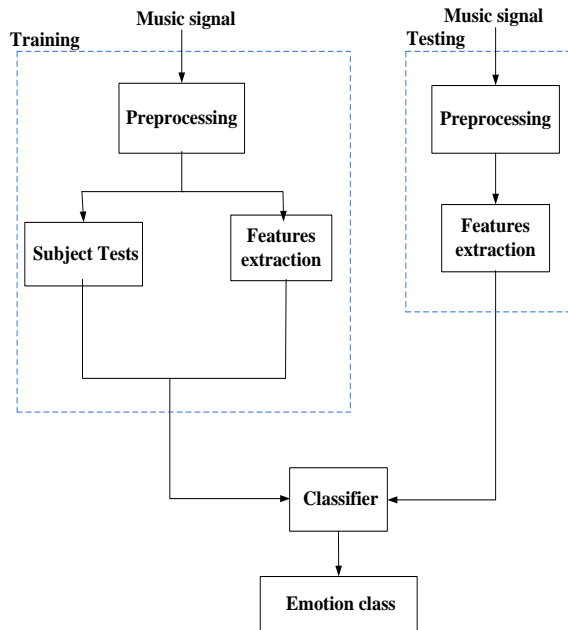 Music signal
Training
Preprocessing
Subject Tests
Features
extraction
Music signal
Testing
Preprocessing
Features
extraction
Classifier
Emotion class